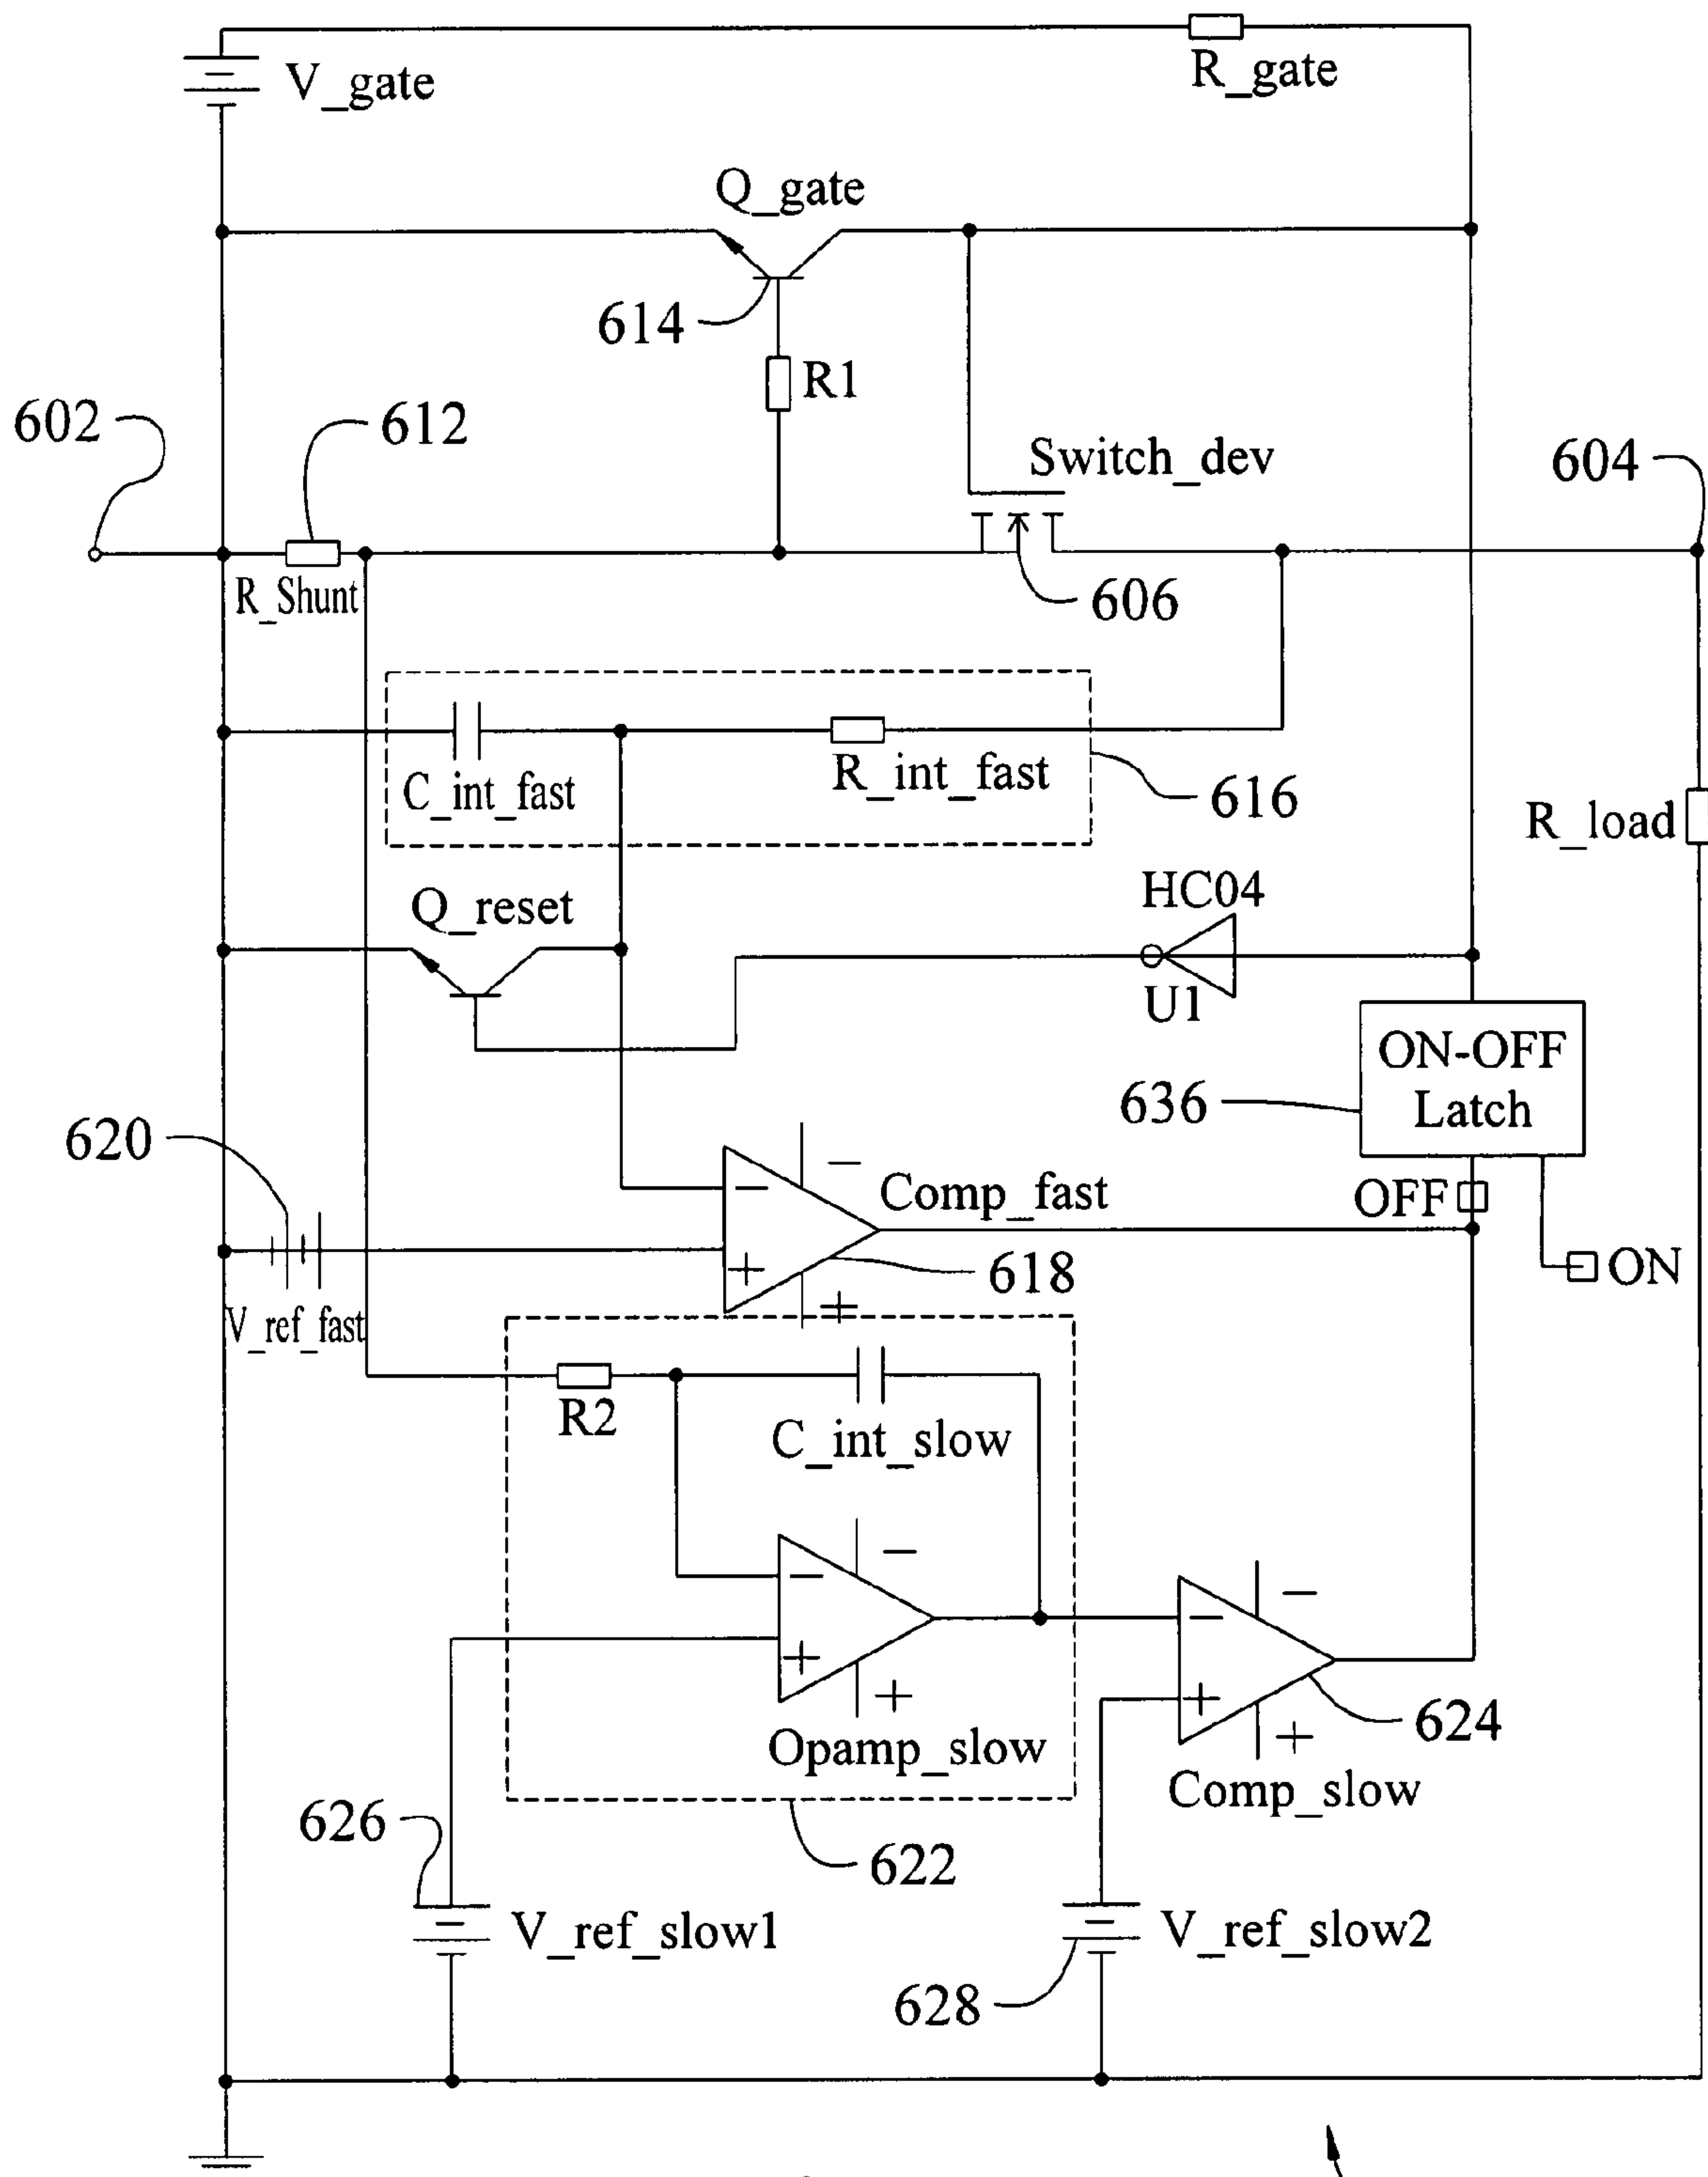 R_gate
V_gate
Q_gate
614
R1
602
612
Switch_dev
604
R_Shunt
606
C_int_fast
R_int_fast
616
R_load
HC04
Q_reset
U1
ON-OFF
Latch
636
620
−
−
Comp_fast
OFF
+
618
ON
+
V_ref_fast
R2
C_int_slow
−
−
−
−
+
+
+
624
+
Opamp_slow
Comp_slow
626
622
V_ref_slow1
V_ref_slow2
628